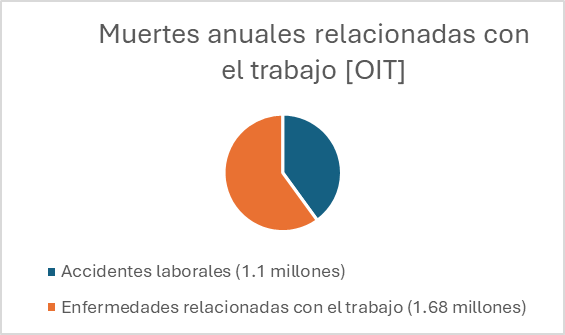 Muertes anuales relacionadas con
el trabajo [OIT]
Accidentes laborales (1.1 millones)
Enfermedades relacionadas con el trabajo (1.68 millones)